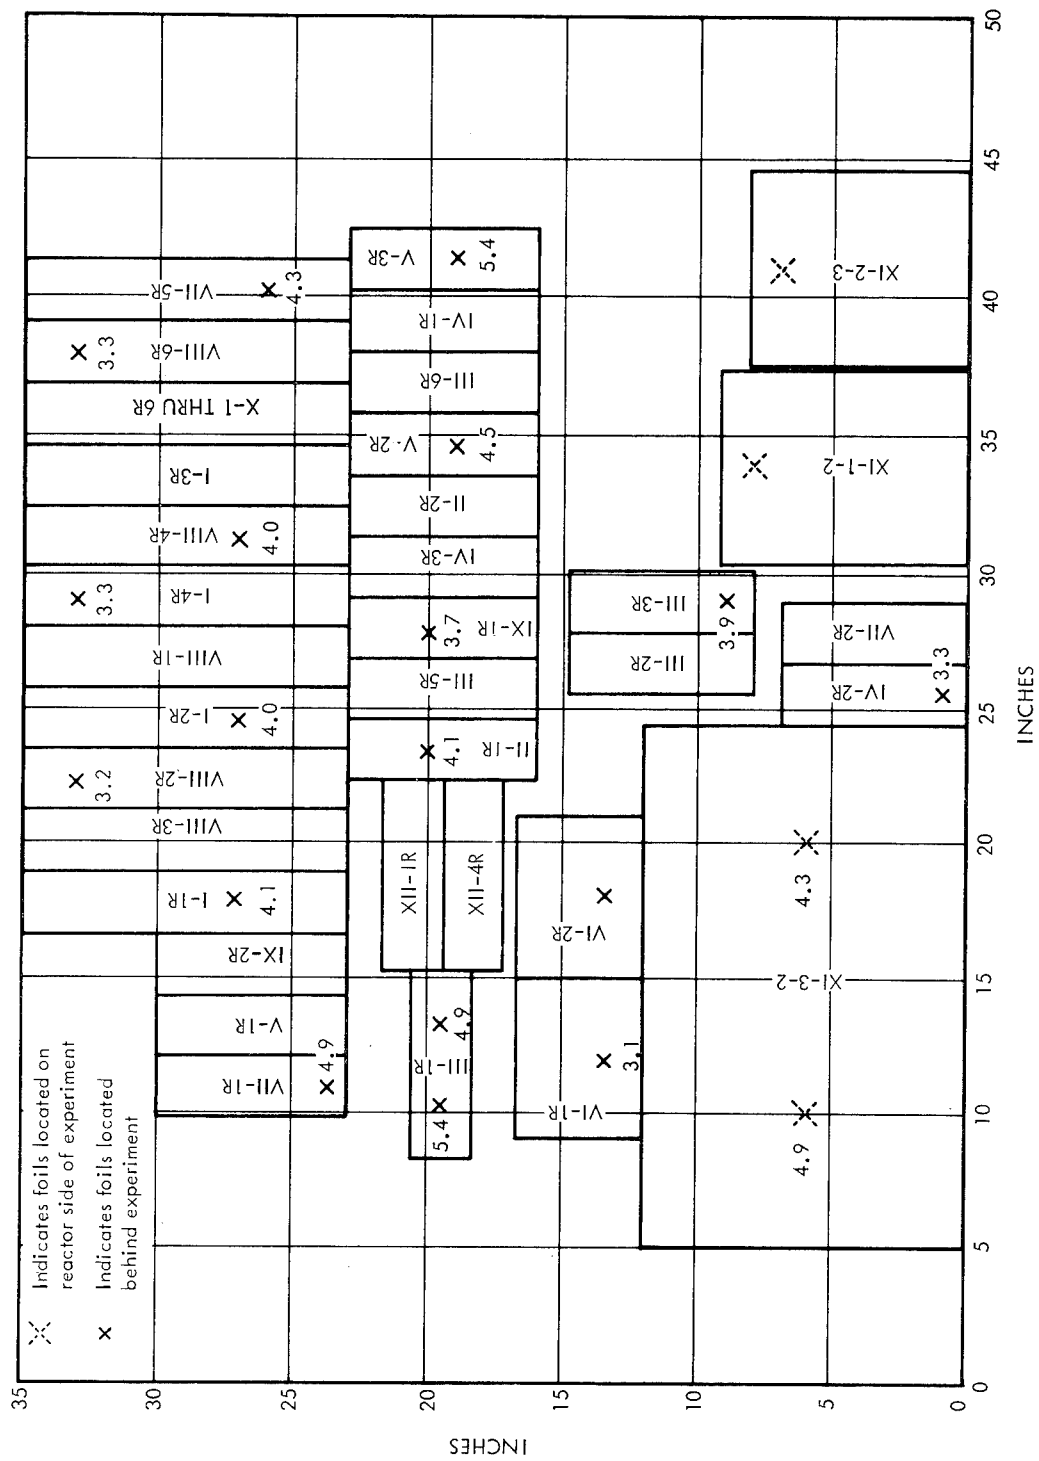 Indicates foils located on
reactor side of experiment
Indicates foils located
behind experiment
35
30
25
20
15
10
5
0
INCHES
0
5
10
15
20
25
30
35
40
45
50
INCHES
VII-1R
4.9
V-1R
IX-2R
I-1R
4.1
VIII-3R
VIII-2R
3.2
I-2R
4.0
VIII-1R
I-4R
3.3
VIII-4R
4.0
I-3R
X-1 THRU 6R
VIII-6R
3.3
VII-5R
4.3
5.4
III-1R
4.9
XII-1R
XII-4R
II-1R
4.1
III-5R
IX-1R
3.7
IV-3R
II-2R
V-2R
4.5
III-6R
IV-1R
V-3R
5.4
VI-1R
3.1
VI-2R
III-2R
III-3R
3.9
4.9
XI-3-2
4.3
IV-2R
3.3
VII-2R
XI-1-2
XI-2-3